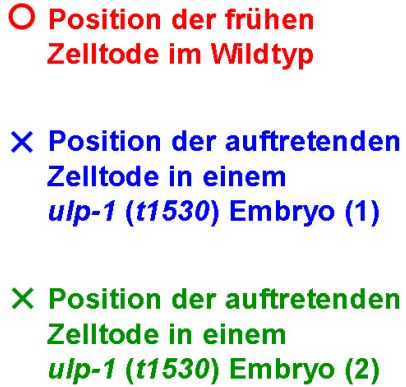 Position der frühen
Zelltode im Wildtyp
Position der auftretenden
Zelltode in einem
ulp-1 (t1530) Embryo (1)
Position der auftretenden
Zelltode in einem
ulp-1 (t1530) Embryo (2)